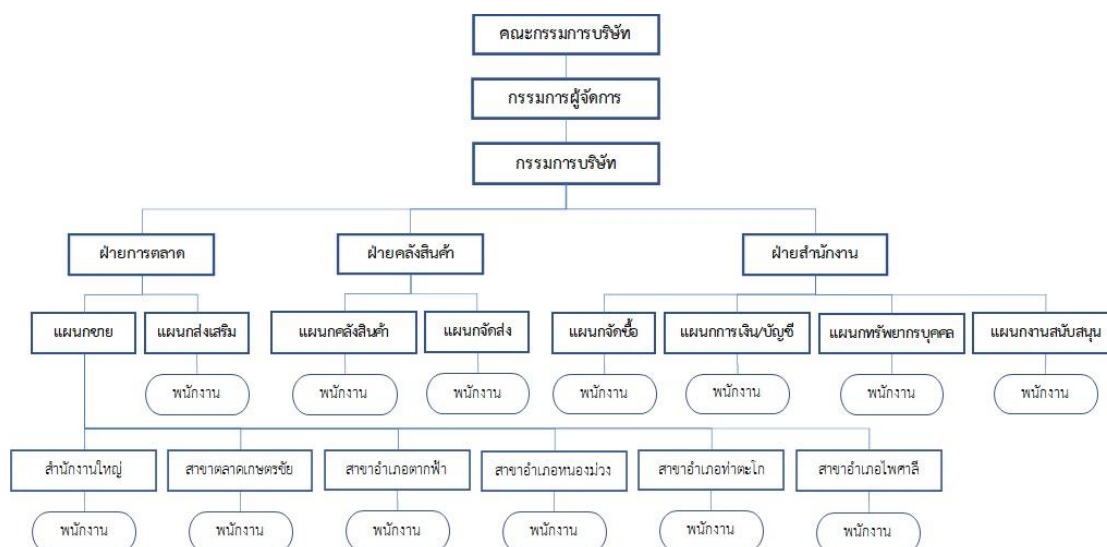 คณะกรรมการบริษัท
กรรมการผู้จัดการ
กรรมการบริษัท
ฝ่ายการตลาด ฝ่ายคลังสินค้า ฝ่ายสำนักงาน
แผนกขาย แผนกส่งเสริม แผนกคลังสินค้า แผนกจัดส่ง แผนกจัดซื้อ แผนกการเงิน/บัญชี แผนกทรัพยากรบุคคล แผนกงานสนับสนุน
พนักงาน พนักงาน พนักงาน พนักงาน พนักงาน พนักงาน พนักงาน
สำนักงานใหญ่ สาขาตลาดเกษตรชัย สาขาอำเภอตากฟ้า สาขาอำเภอหนองม่วง สาขาอำเภอท่าตะโก สาขาอำเภอไพศาลี
พนักงาน พนักงาน พนักงาน พนักงาน พนักงาน พนักงาน